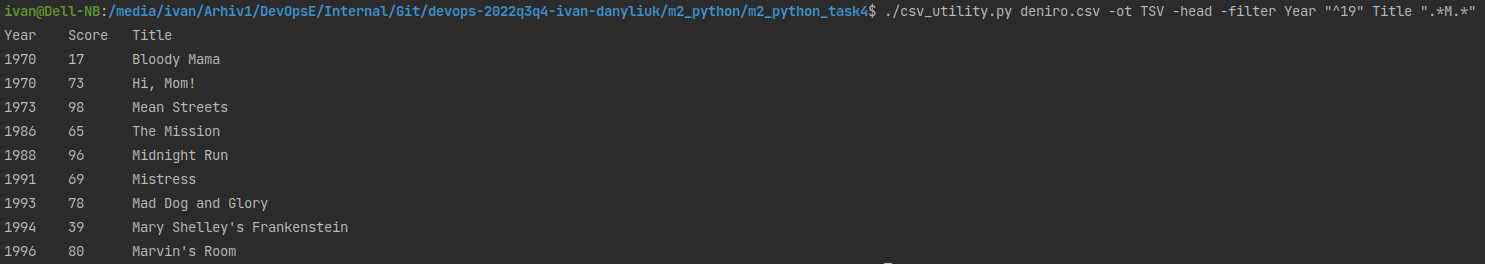 ivan@Dell-NB:/media/ivan/Arhiv1/DevOpsE/Internal/Git/devops-2022q3q4-ivan-danyliuk/m2_python/m2_python_task4$ ./csv_utility.py deniro.csv -ot TSV -head -filter Year "^19" Title ".*M.*"
Year	Score	Title
1970	17	Bloody Mama
1970	73	Hi, Mom!
1973	98	Mean Streets
1986	65	The Mission
1988	96	Midnight Run
1991	69	Mistress
1993	78	Mad Dog and Glory
1994	39	Mary Shelley's Frankenstein
1996	80	Marvin's Room